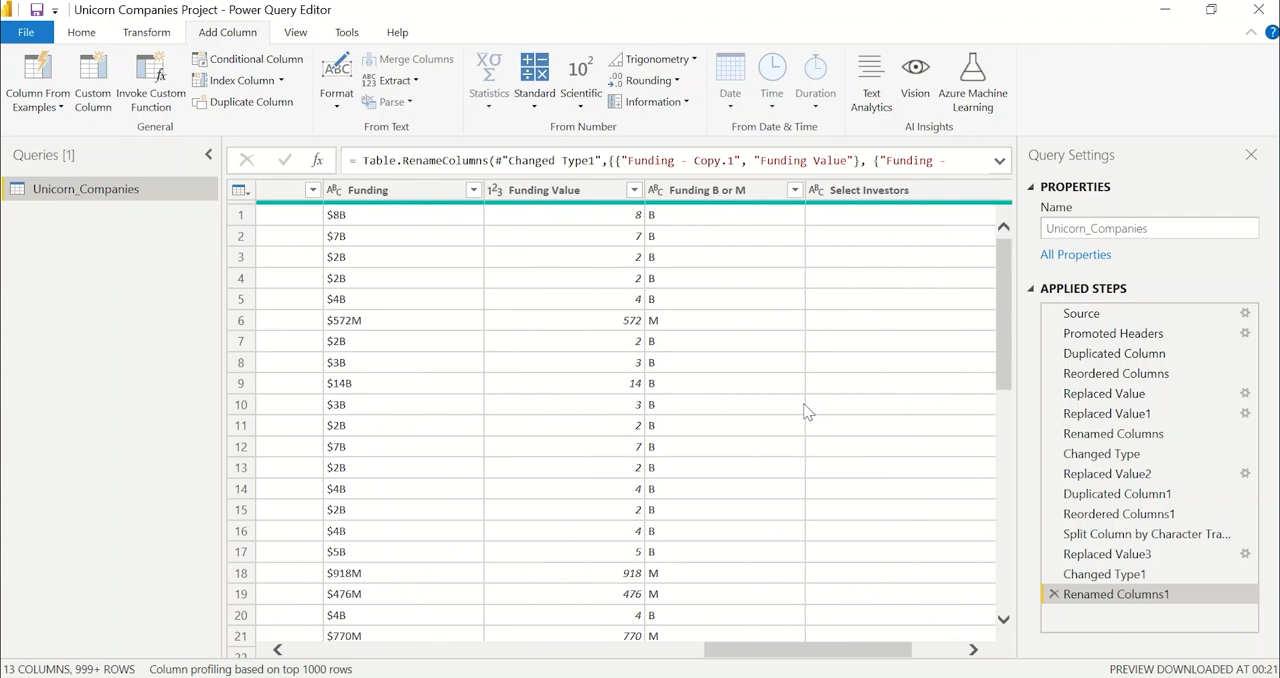 Unicorn Companies Project - Power Query Editor
File Home Transform Add Column View Tools Help
Column From Examples
Custom Column
Invoke Custom Function
Conditional Column
Index Column
Duplicate Column
General
Format
Merge Columns
ABC 123 Extract
Parse
From Text
Statistics
Standard
Scientific
Trigonometry
Rounding
Information
From Number
Date
Time
Duration
From Date & Time
Text Analytics
Vision
Azure Machine Learning
AI Insights
Queries [1]
Unicorn_Companies
fx = Table.RenameColumns(#"Changed Type1",{{"Funding - Copy.1", "Funding Value"}, {"Funding -
ABC Funding 123 Funding Value ABC Funding B or M ABC Select Investors
1 $8B 8 B
2 $7B 7 B
3 $2B 2 B
4 $2B 2 B
5 $4B 4 B
6 $572M 572 M
7 $2B 2 B
8 $3B 3 B
9 $14B 14 B
10 $3B 3 B
11 $2B 2 B
12 $7B 7 B
13 $2B 2 B
14 $4B 4 B
15 $2B 2 B
16 $4B 4 B
17 $5B 5 B
18 $918M 918 M
19 $476M 476 M
20 $4B 4 B
21 $770M 770 M
22
Query Settings
PROPERTIES
Name
Unicorn_Companies
All Properties
APPLIED STEPS
Source
Promoted Headers
Duplicated Column
Reordered Columns
Replaced Value
Replaced Value1
Renamed Columns
Changed Type
Replaced Value2
Duplicated Column1
Reordered Columns1
Split Column by Character Tra...
Replaced Value3
Changed Type1
Renamed Columns1
13 COLUMNS, 999+ ROWS Column profiling based on top 1000 rows PREVIEW DOWNLOADED AT 00:21